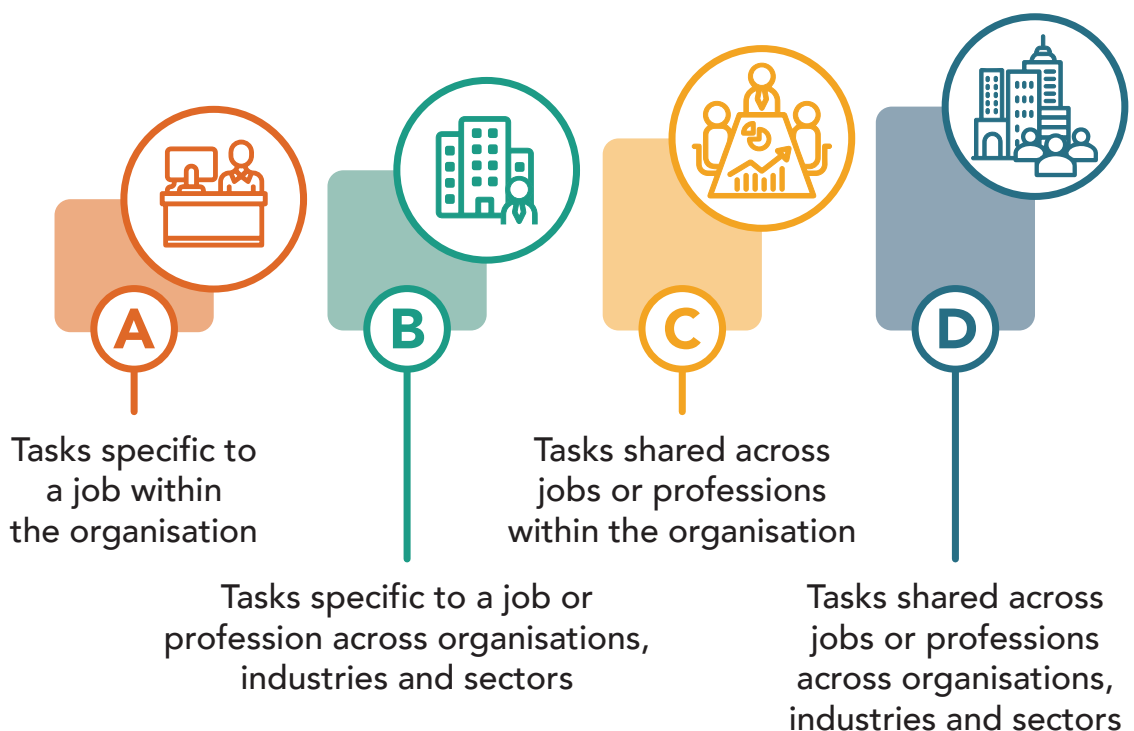 A
Tasks specific to
a job within
the organisation
B
Tasks specific to a job or
profession across organisations,
industries and sectors
C
Tasks shared across
jobs or professions
within the organisation
D
Tasks shared across
jobs or professions
across organisations,
industries and sectors